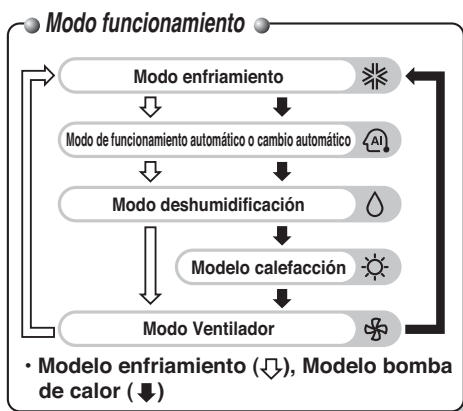 Modo funcionamiento
Modo enfriamiento
Modo de funcionamiento automático o cambio automático
AI
Modo deshumidificación
Modelo calefacción
Modo Ventilador
· Modelo enfriamiento (⇩), Modelo bomba
de calor (⬇)